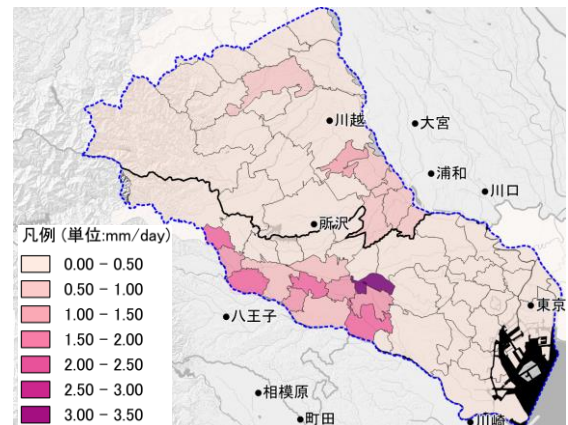 川越
大宮
浦和
川口
所沢
凡例 (単位:mm/day)
0.00 - 0.50
0.50 - 1.00
1.00 - 1.50
1.50 - 2.00
2.00 - 2.50
2.50 - 3.00
3.00 - 3.50
八王子
東京
相模原
町田
川崎